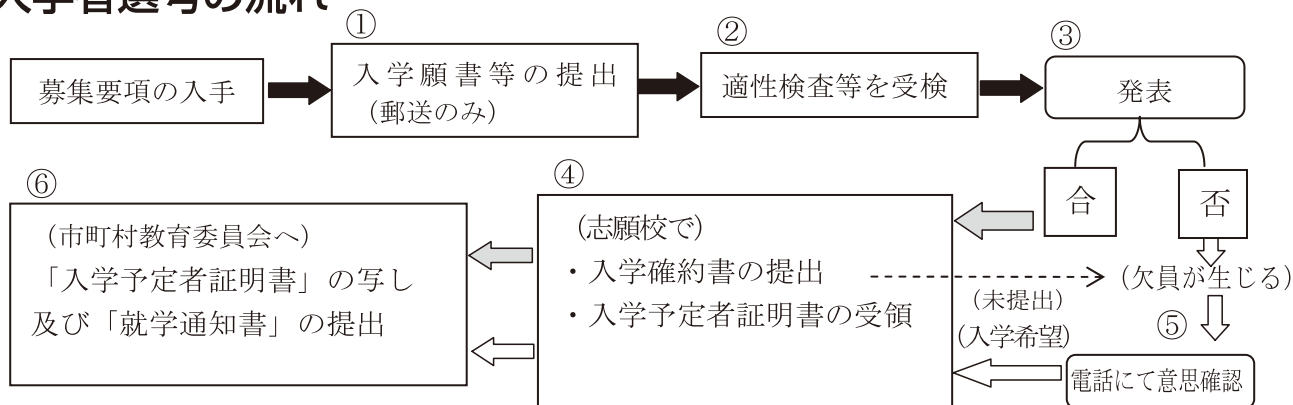 入学者選考の流れ
募集要項の入手
①
入学願書等の提出
(郵送のみ)
②
適性検査等を受検
③
発表
合
否
④
(志願校で)
・入学確約書の提出
・入学予定者証明書の受領
(未提出)
(入学希望)
(欠員が生じる)
⑤
電話にて意思確認
⑥
(市町村教育委員会へ)
「入学予定者証明書」の写し
及び「就学通知書」の提出